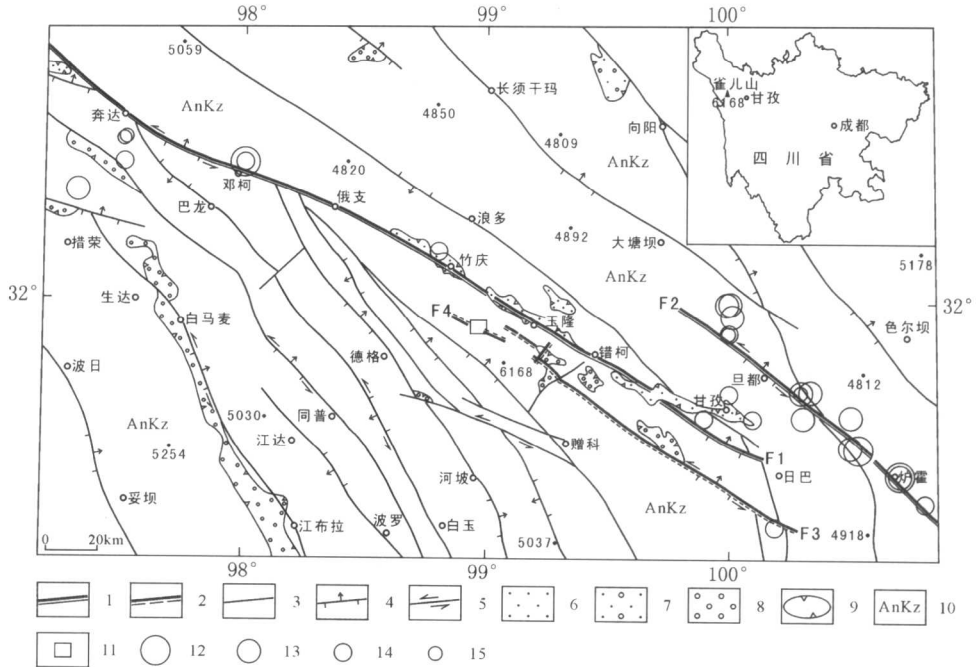 98° 99° 100°
5059
长须干玛
雀儿山
6168 甘孜
成都
四川省
AnKz
4850
奔达
4809
向阳
AnKz
4820
邓柯
俄支
巴龙
浪多
4892
大塘坝
措荣
5178
竹庆
AnKz
32° 32°
生达
F2
白马麦
F4
玉隆
色尔坝
德格
错柯
波日
6168
旦都
4812
甘孜
5030
同普
AnKz
江达
赠科
F1
5254
炉霍
河坡
日巴
妥坝
AnKz
江布拉
波罗
白玉
5037
F3
4918
0 20km
98° 99° 100°
1 2 3 4 5 6 7 8 9 AnKz 10
11 12 13 14 15